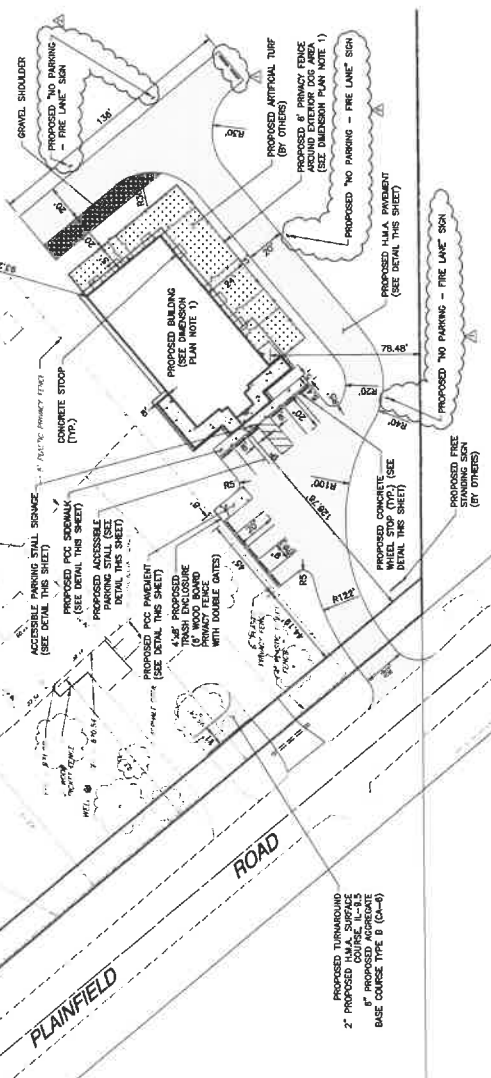 GRAVEL SHOULDER
PROPOSED "NO PARKING
– FIRE LANE" SIGN
138'
20'
20'
R30'
PROPOSED ARTIFICIAL TURF
(BY OTHERS)
PROPOSED 6' PRIVACY FENCE
AROUND EXTERIOR DOG AREA
(SEE DIMENSION PLAN NOTE 1)
PROPOSED "NO PARKING – FIRE LANE" SIGN
PROPOSED H.M.A. PAVEMENT
(SEE DETAIL THIS SHEET)
PROPOSED "NO PARKING – FIRE LANE" SIGN
CONCRETE STOOP
(TYP.)
PROPOSED BUILDING
(SEE DIMENSION
PLAN NOTE 1)
24
78.48'
R20'
R40'
R100'
128.78'
20'
ACCESSIBLE PARKING STALL SIGNAGE
(SEE DETAIL THIS SHEET)
PROPOSED PCC SIDEWALK
(SEE DETAIL THIS SHEET)
PROPOSED ACCESSIBLE
PARKING STALL (SEE
DETAIL THIS SHEET)
PROPOSED PCC PAVEMENT
(SEE DETAIL THIS SHEET)
4'x8' PROPOSED
TRASH ENCLOSURE
(6' WOOD BOARD
PRIVACY FENCE
WITH DOUBLE GATES)
R5
R5
R122'
PROPOSED CONCRETE
WHEEL STOP (TYP.) (SEE
DETAIL THIS SHEET)
PROPOSED FREE
STANDING SIGN
(BY OTHERS)
PLAINFIELD
ROAD
PROPOSED TURNAROUND
2" PROPOSED H.M.A. SURFACE
COURSE, IL-9.5
8" PROPOSED AGGREGATE
BASE COURSE TYPE B (CA-6)